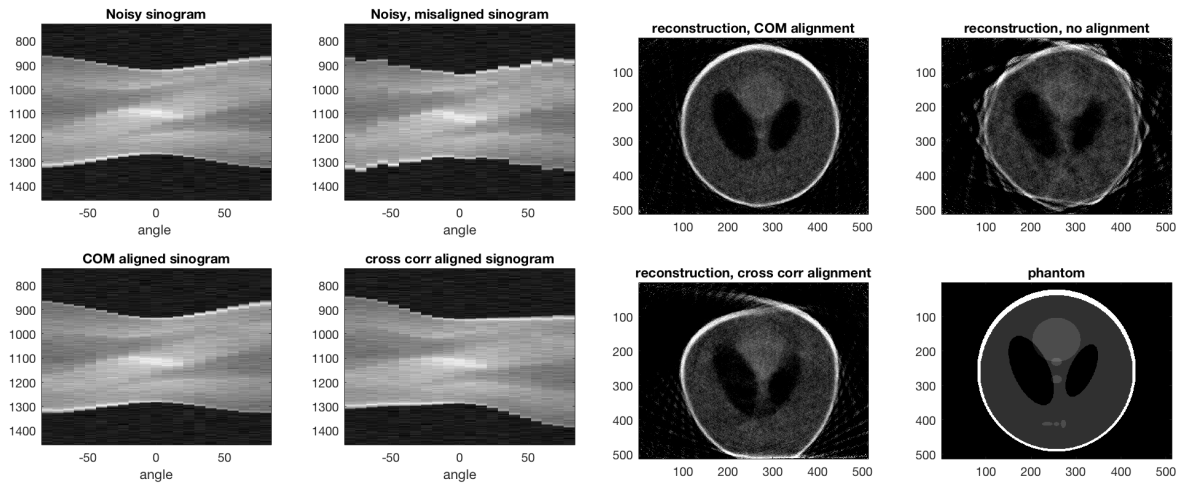 Noisy sinogram
800
900
1000
1100
1200
1300
1400
-50 0 50
angle
Noisy, misaligned sinogram
800
900
1000
1100
1200
1300
1400
-50 0 50
angle
reconstruction, COM alignment
100
200
300
400
500
100 200 300 400 500
reconstruction, no alignment
100
200
300
400
500
100 200 300 400 500
COM aligned sinogram
800
900
1000
1100
1200
1300
1400
-50 0 50
angle
cross corr aligned signogram
800
900
1000
1100
1200
1300
1400
-50 0 50
angle
reconstruction, cross corr alignment
100
200
300
400
500
100 200 300 400 500
phantom
100
200
300
400
500
100 200 300 400 500